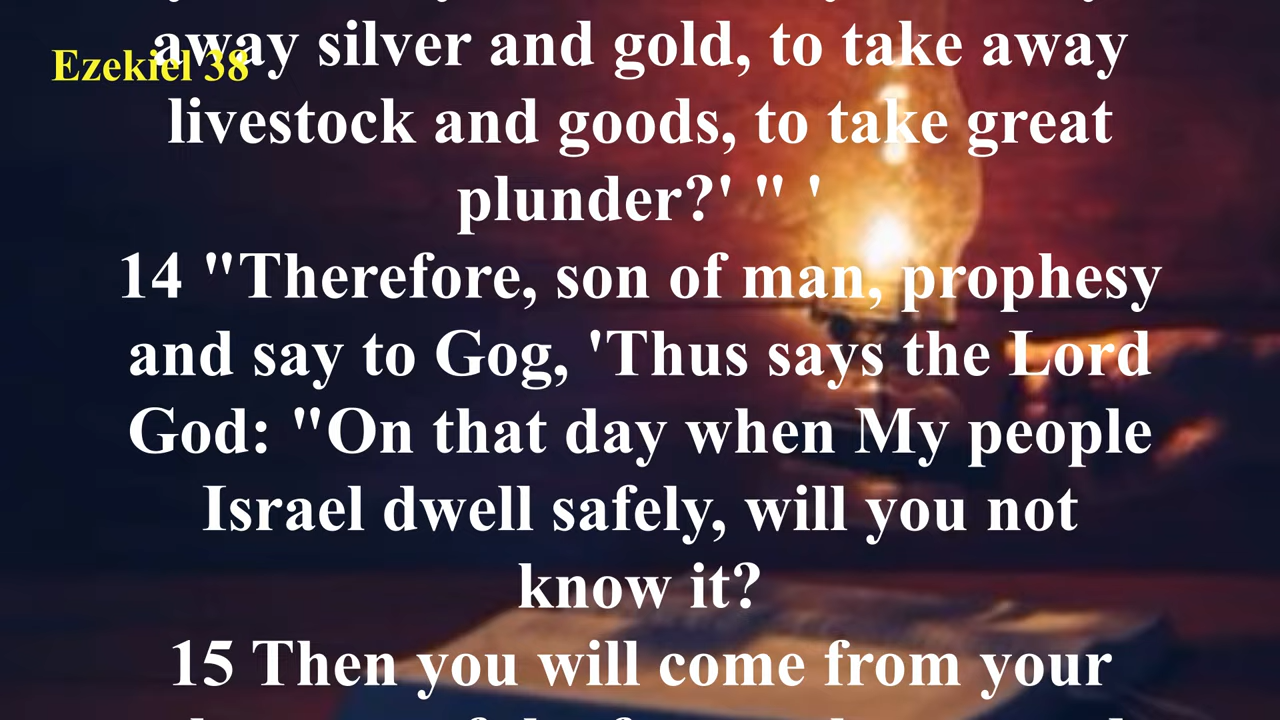 Ezekiel 38
away silver and gold, to take away
livestock and goods, to take great
plunder?' " '
14 "Therefore, son of man, prophesy
and say to Gog, 'Thus says the Lord
God: "On that day when My people
Israel dwell safely, will you not
know it?
15 Then you will come from your